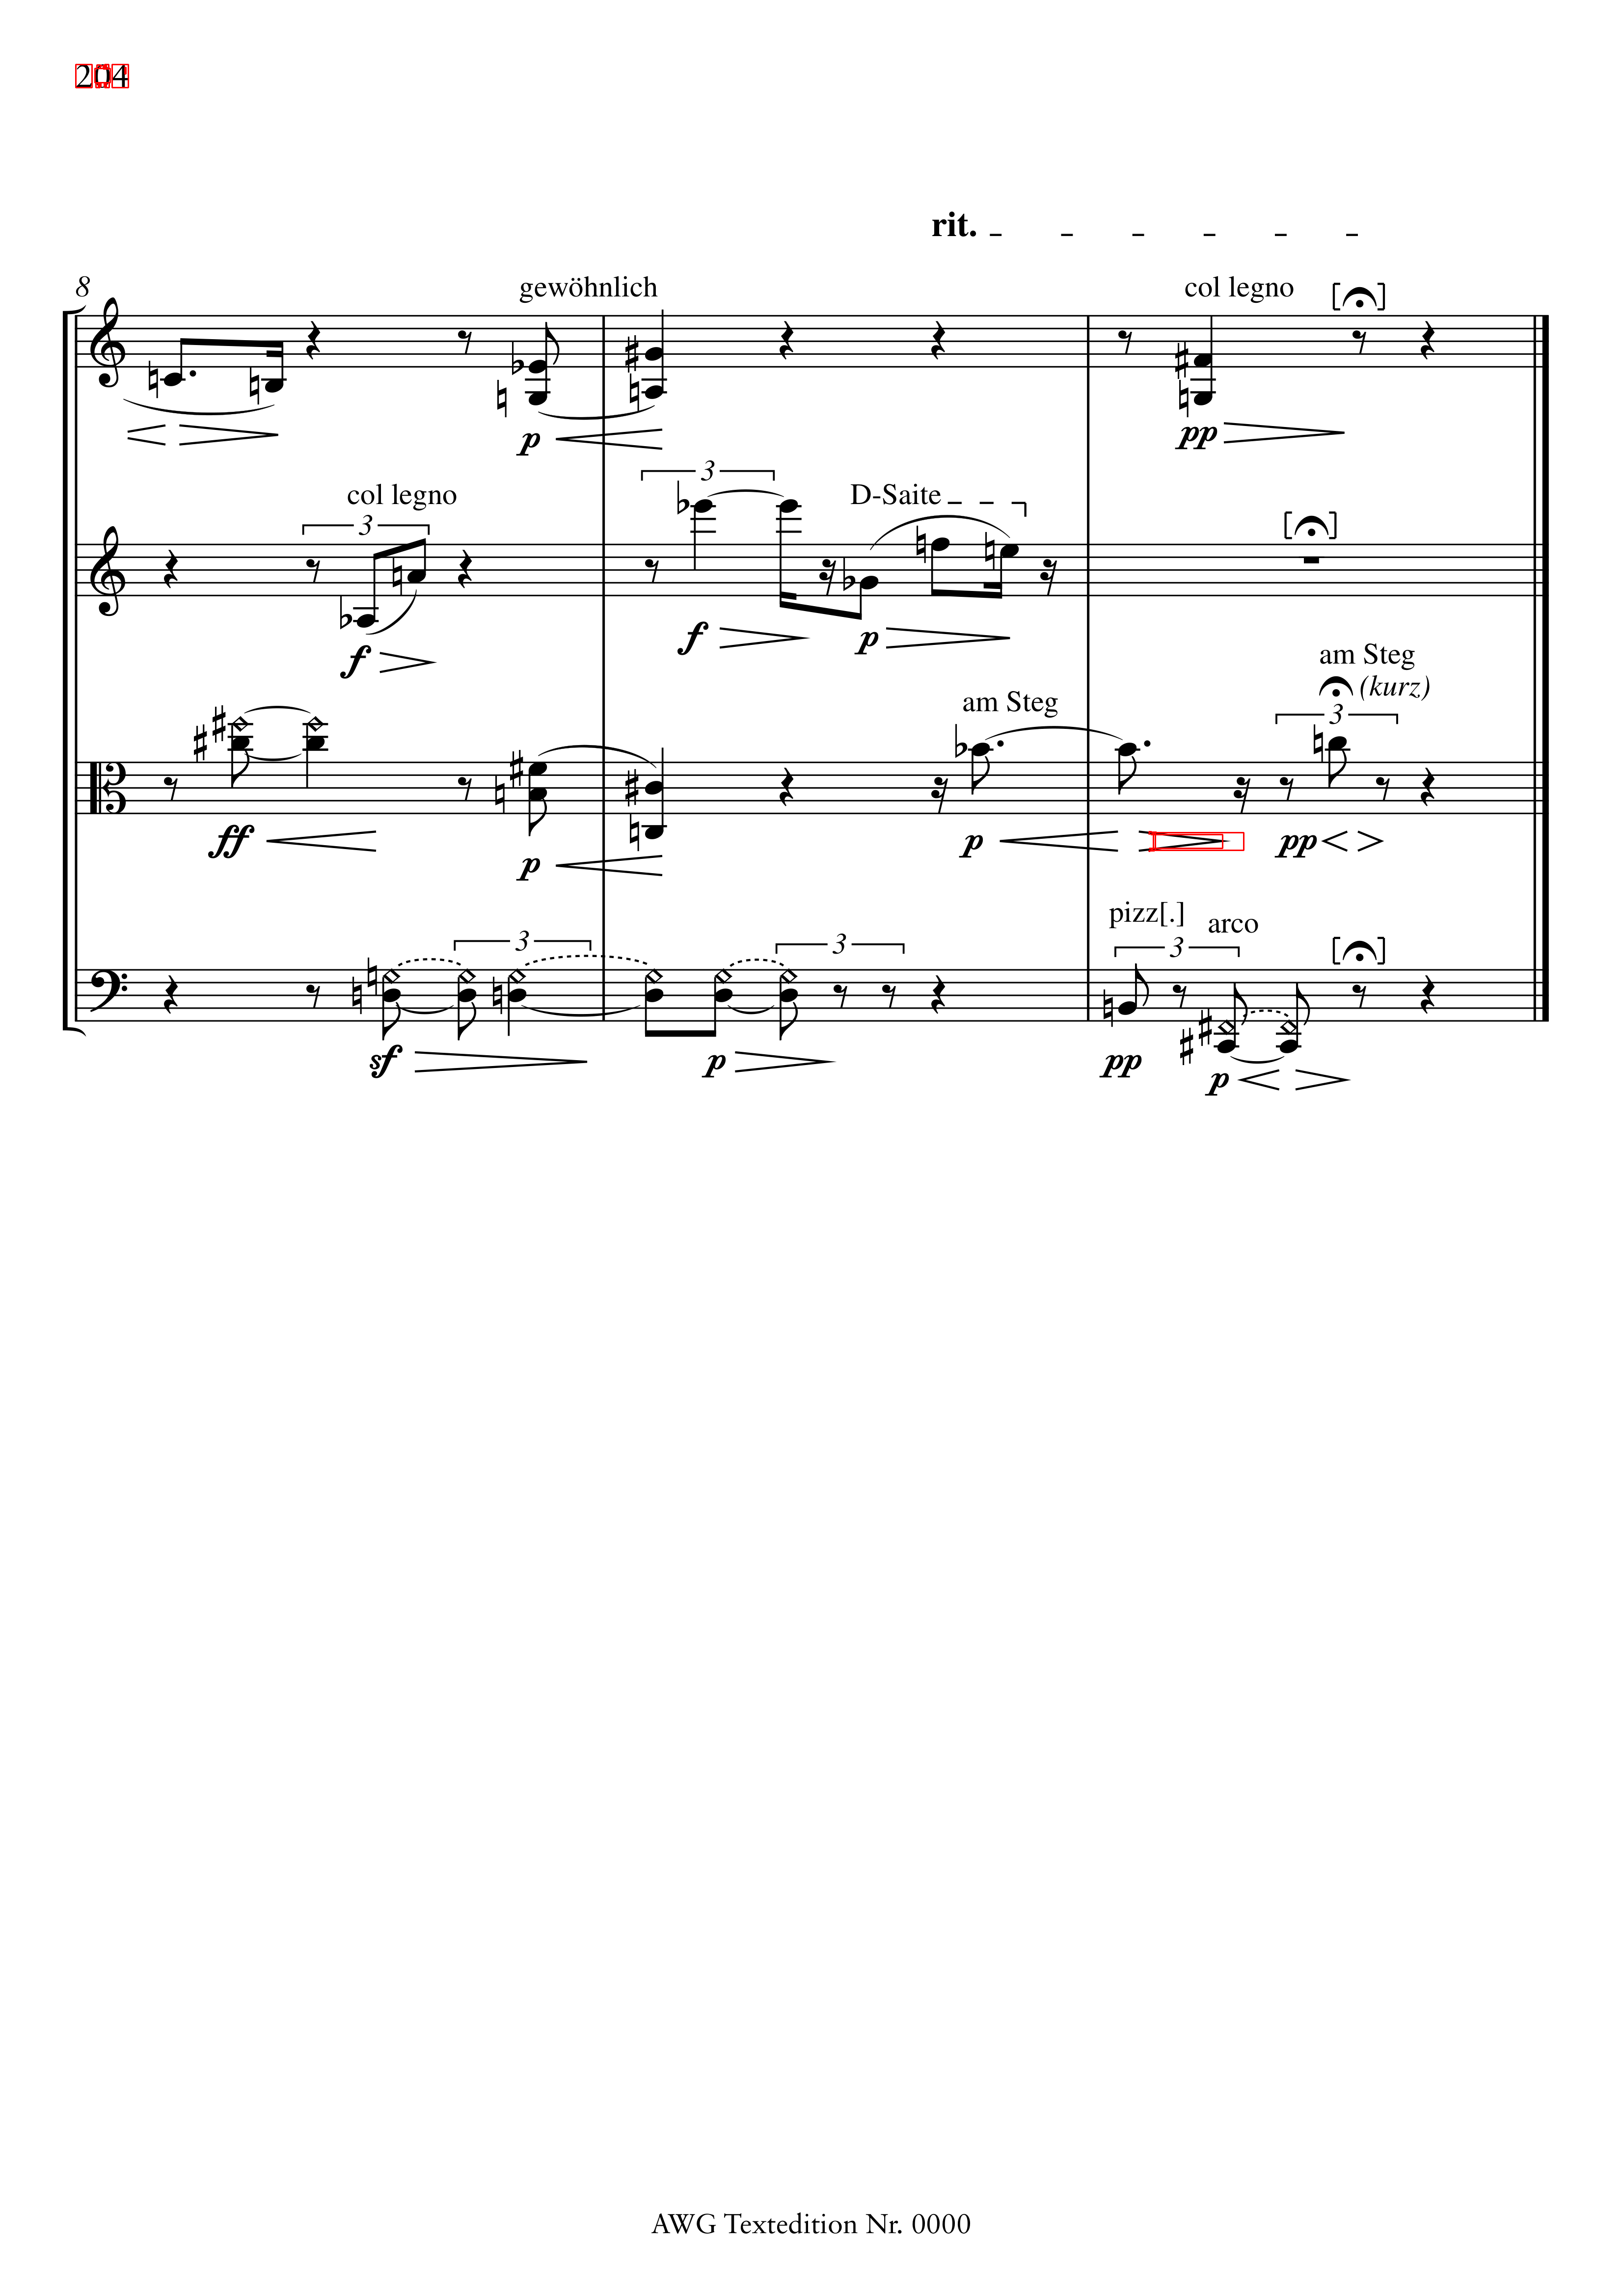 204
rit.
8
gewöhnlich
col legno
p
pp
3
col legno
3
D-Saite
f
f
p
am Steg
am Steg
(kurz)
3
ff
p
p
pp
pizz[.]
arco
3
3
3
sf
p
pp
p
AWG Textedition Nr. 0000